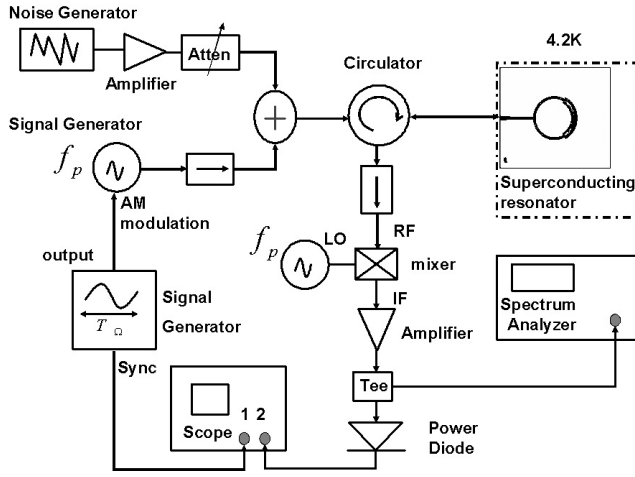 Noise Generator
4.2K
Atten
Amplifier
Circulator
Signal Generator
+
f_p
Superconducting
resonator
AM
modulation
LO
RF
f_p
mixer
output
IF
Signal
Generator
T_Ω
Amplifier
Spectrum
Analyzer
Sync
Tee
1 2
Scope
Power
Diode